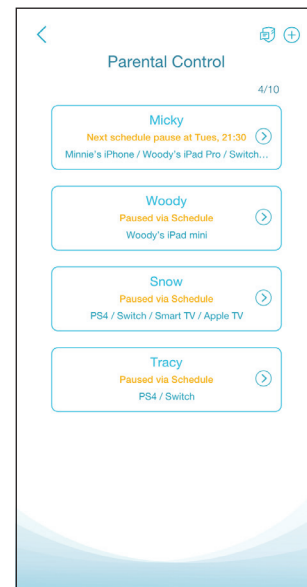 Parental Control
4/10
Micky
Next schedule pause at Tues, 21:30
Minnie's iPhone / Woody's iPad Pro / Switch...
Woody
Paused via Schedule
Woody's iPad mini
Snow
Paused via Schedule
PS4 / Switch / Smart TV / Apple TV
Tracy
Paused via Schedule
PS4 / Switch